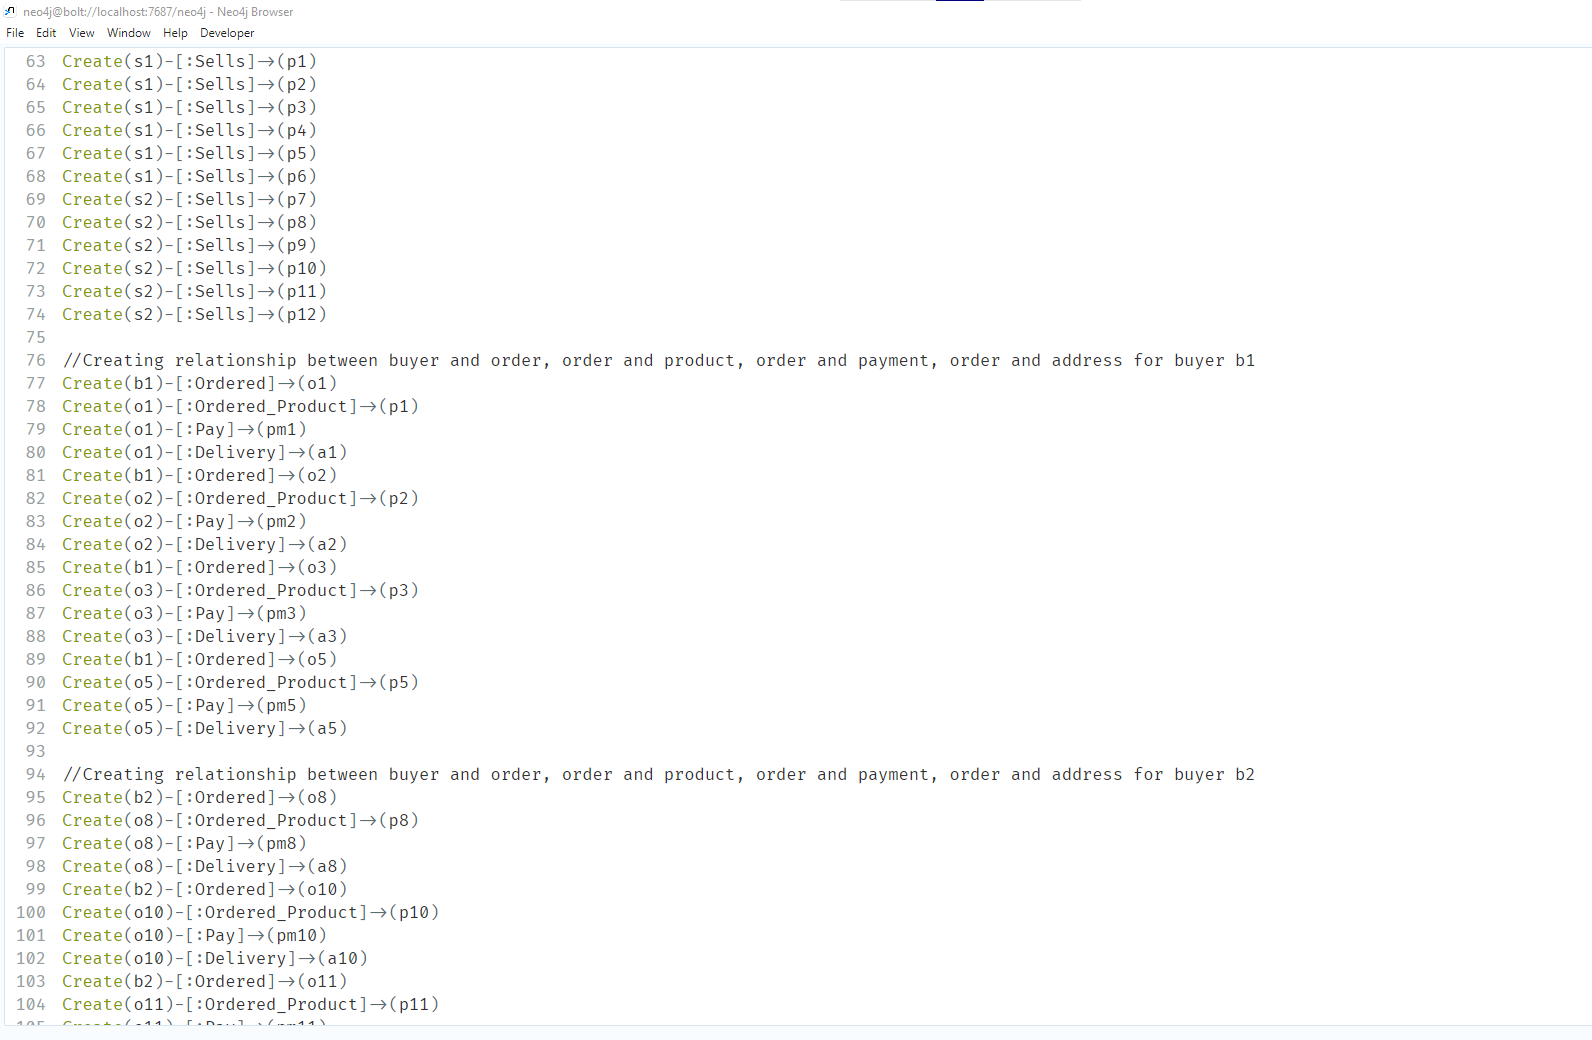 neo4j@bolt://localhost:7687/neo4j - Neo4j Browser
File Edit View Window Help Developer
63 Create(s1)-[:Sells]->(p1)
64 Create(s1)-[:Sells]->(p2)
65 Create(s1)-[:Sells]->(p3)
66 Create(s1)-[:Sells]->(p4)
67 Create(s1)-[:Sells]->(p5)
68 Create(s1)-[:Sells]->(p6)
69 Create(s2)-[:Sells]->(p7)
70 Create(s2)-[:Sells]->(p8)
71 Create(s2)-[:Sells]->(p9)
72 Create(s2)-[:Sells]->(p10)
73 Create(s2)-[:Sells]->(p11)
74 Create(s2)-[:Sells]->(p12)
75
76 //Creating relationship between buyer and order, order and product, order and payment, order and address for buyer b1
77 Create(b1)-[:Ordered]->(o1)
78 Create(o1)-[:Ordered_Product]->(p1)
79 Create(o1)-[:Pay]->(pm1)
80 Create(o1)-[:Delivery]->(a1)
81 Create(b1)-[:Ordered]->(o2)
82 Create(o2)-[:Ordered_Product]->(p2)
83 Create(o2)-[:Pay]->(pm2)
84 Create(o2)-[:Delivery]->(a2)
85 Create(b1)-[:Ordered]->(o3)
86 Create(o3)-[:Ordered_Product]->(p3)
87 Create(o3)-[:Pay]->(pm3)
88 Create(o3)-[:Delivery]->(a3)
89 Create(b1)-[:Ordered]->(o5)
90 Create(o5)-[:Ordered_Product]->(p5)
91 Create(o5)-[:Pay]->(pm5)
92 Create(o5)-[:Delivery]->(a5)
93
94 //Creating relationship between buyer and order, order and product, order and payment, order and address for buyer b2
95 Create(b2)-[:Ordered]->(o8)
96 Create(o8)-[:Ordered_Product]->(p8)
97 Create(o8)-[:Pay]->(pm8)
98 Create(o8)-[:Delivery]->(a8)
99 Create(b2)-[:Ordered]->(o10)
100 Create(o10)-[:Ordered_Product]->(p10)
101 Create(o10)-[:Pay]->(pm10)
102 Create(o10)-[:Delivery]->(a10)
103 Create(b2)-[:Ordered]->(o11)
104 Create(o11)-[:Ordered_Product]->(p11)